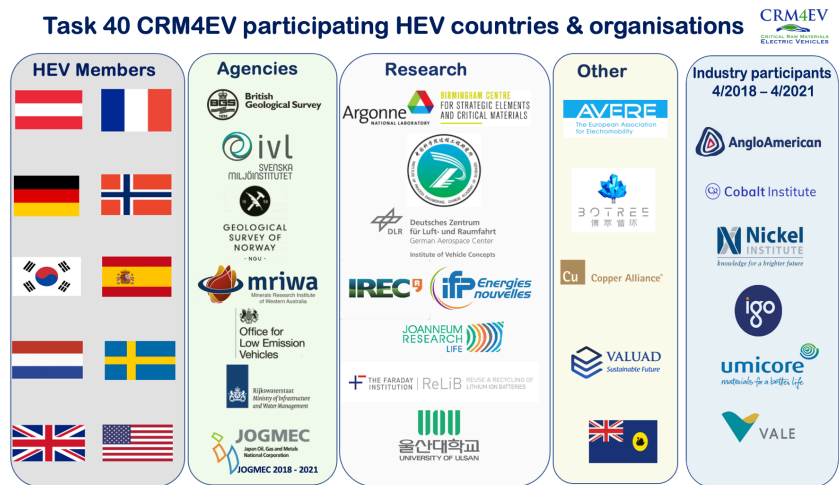 Task 40 CRM4EV participating HEV countries & organisations
CRM4EV
CRITICAL RAW MATERIALS
ELECTRIC VEHICLES
HEV Members
Agencies
BGS
1835
British
Geological Survey
ivl
SVENSKA
MILJÖINSTITUTET
GEOLOGICAL
SURVEY OF
NORWAY
- NGU -
mriwa
Minerals Research Institute
of Western Australia
Office for
Low Emission
Vehicles
Rijkswaterstaat
Ministry of Infrastructure
and Water Management
JOGMEC
Japan Oil, Gas and Metals
National Corporation
JOGMEC 2018 - 2021
Research
Argonne
NATIONAL LABORATORY
BIRMINGHAM CENTRE
FOR STRATEGIC ELEMENTS
AND CRITICAL MATERIALS
DLR
Deutsches Zentrum
für Luft- und Raumfahrt
German Aerospace Center
Institute of Vehicle Concepts
IREC
ifp Energies
nouvelles
JOANNEUM
RESEARCH
LIFE
THE FARADAY
INSTITUTION
ReLiB
REUSE & RECYCLING OF
LITHIUM ION BATTERIES
울산대학교
UNIVERSITY OF ULSAN
Other
AVERE
The European Association
for Electromobility
BOTREE
博萃循环
Cu Copper Alliance
VALUAD
Sustainable Future
Industry participants
4/2018 – 4/2021
AngloAmerican
Cobalt Institute
Nickel
INSTITUTE
knowledge for a brighter future
igo
umicore
materials for a better life
VALE